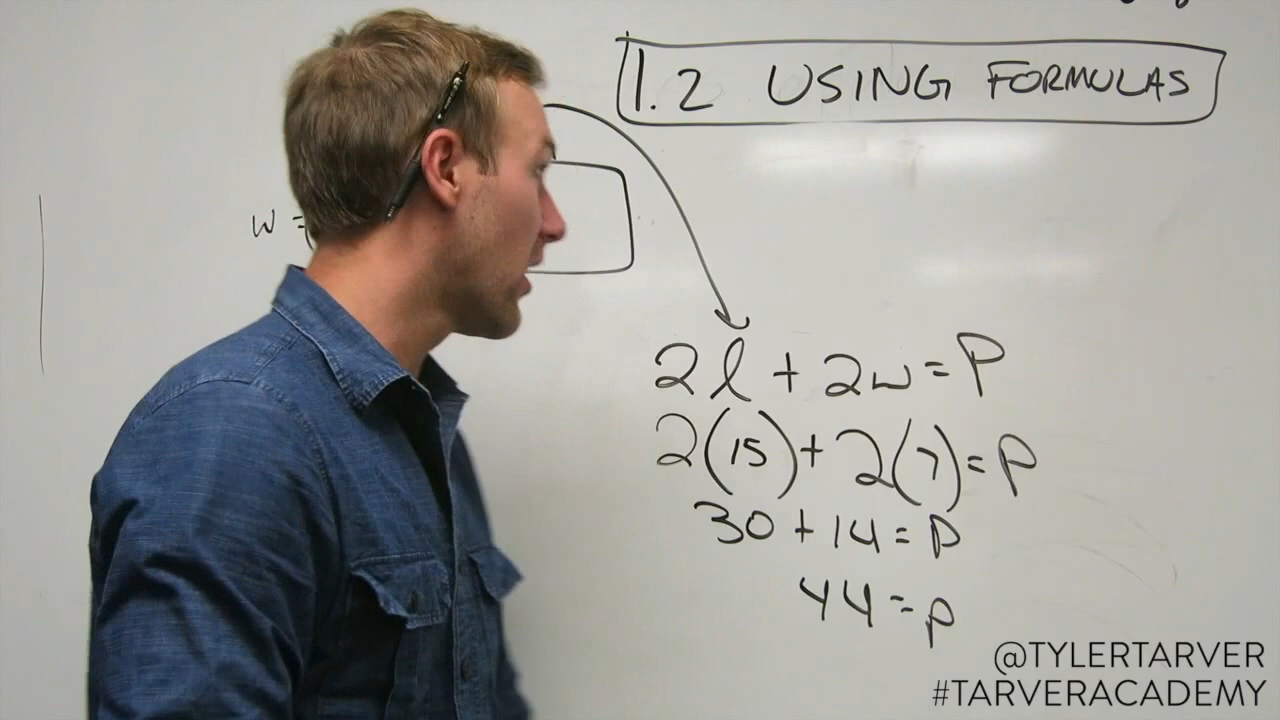 1.2 USING FORMULAS
w =
2l + 2w = P
2(15) + 2(7) = P
30 + 14 = P
44 = P
@TYLERTARVER
#TARVERACADEMY